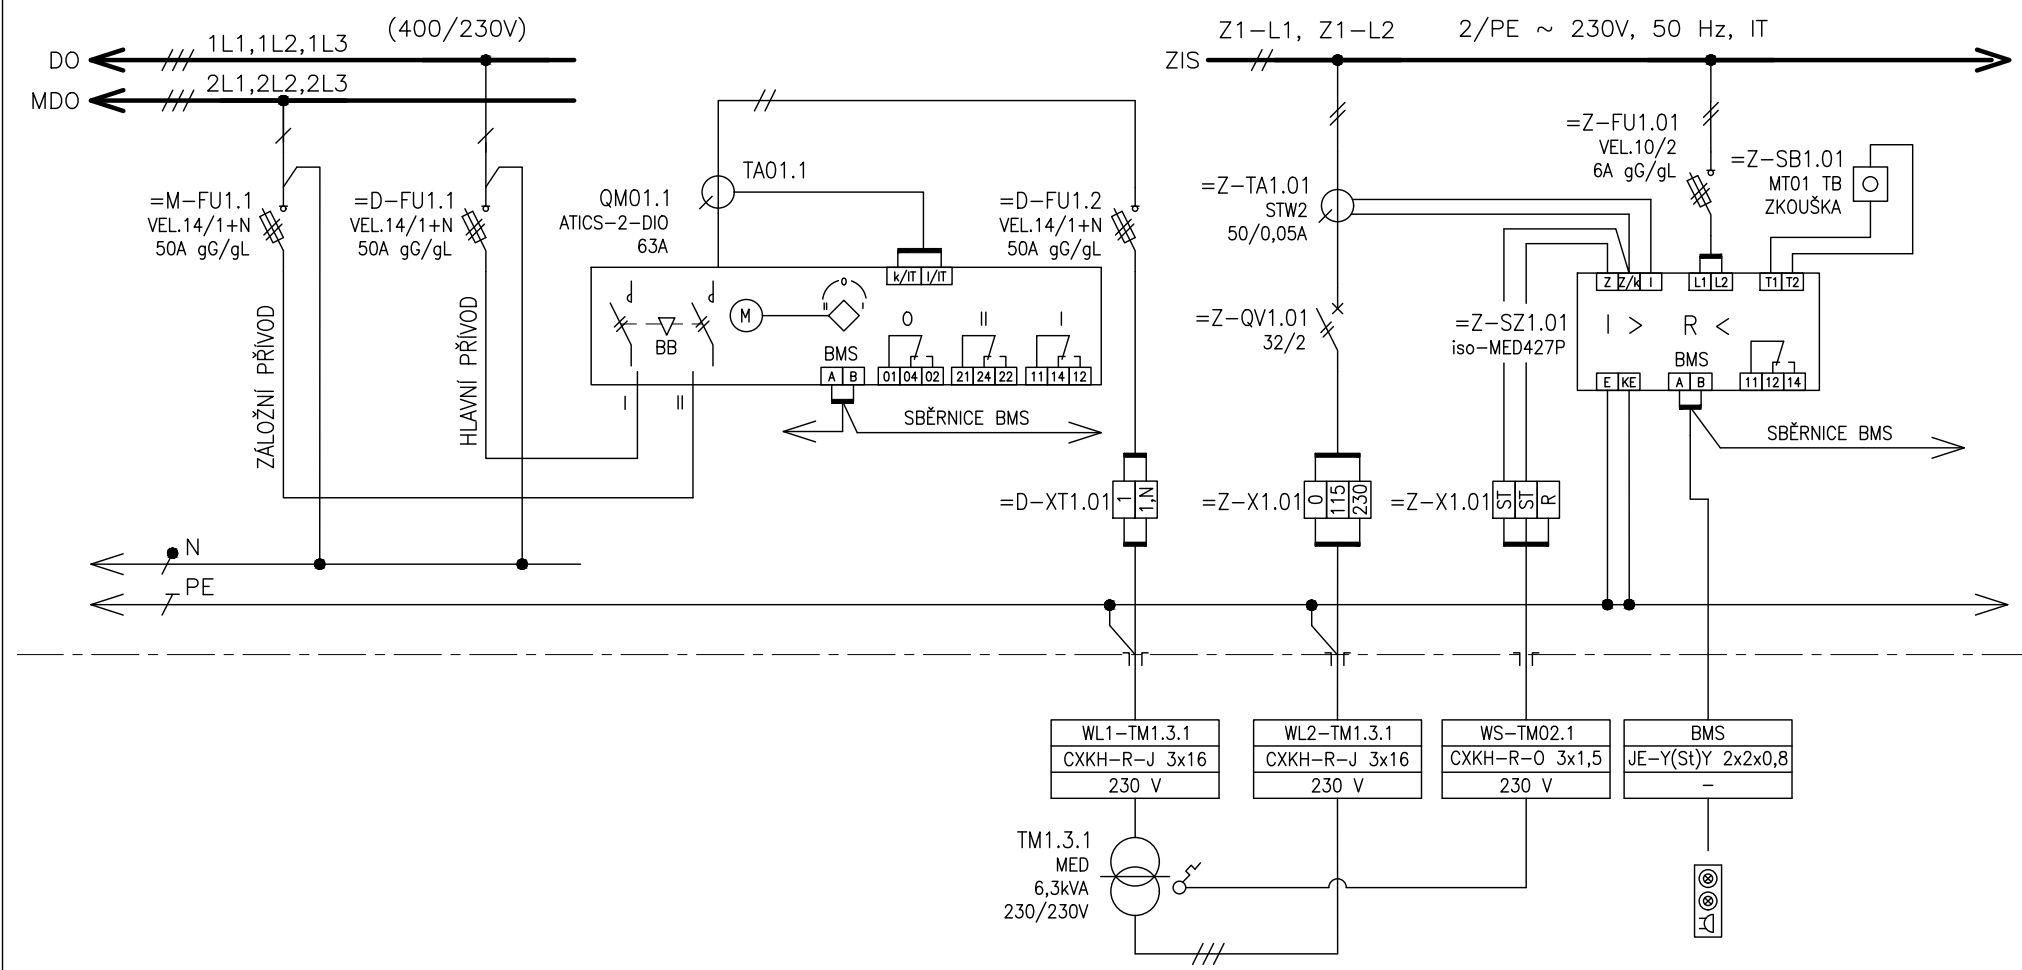 (400/230V)
DO
1L1,1L2,1L3
MDO
2L1,2L2,2L3
Z1-L1, Z1-L2
2/PE ~ 230V, 50 Hz, IT
ZIS
=M-FU1.1
VEL.14/1+N
50A gG/gL
=D-FU1.1
VEL.14/1+N
50A gG/gL
QM01.1
ATICS-2-DIO
63A
TA01.1
=D-FU1.2
VEL.14/1+N
50A gG/gL
=Z-TA1.01
STW2
50/0,05A
=Z-FU1.01
VEL.10/2
6A gG/gL
=Z-SB1.01
MT01 TB
ZKOUŠKA
k/IT l/IT
M
0
II
I
BB
0
II
I
BMS
A B
01 04 02
21 24 22
11 14 12
I
II
SBĚRNICE BMS
ZÁLOŽNÍ PŘÍVOD
HLAVNÍ PŘÍVOD
=Z-QV1.01
32/2
=Z-SZ1.01
iso-MED427P
Z Z/k I
L1 L2
T1 T2
I >
R <
BMS
E KE
A B
11 12 14
SBĚRNICE BMS
=D-XT1.01
1 1,N
=Z-X1.01
0 115 230
=Z-X1.01
ST ST R
N
PE
WL1-TM1.3.1
CXKH-R-J 3x16
230 V
WL2-TM1.3.1
CXKH-R-J 3x16
230 V
WS-TM02.1
CXKH-R-O 3x1,5
230 V
BMS
JE-Y(St)Y 2x2x0,8
-
TM1.3.1
MED
6,3kVA
230/230V